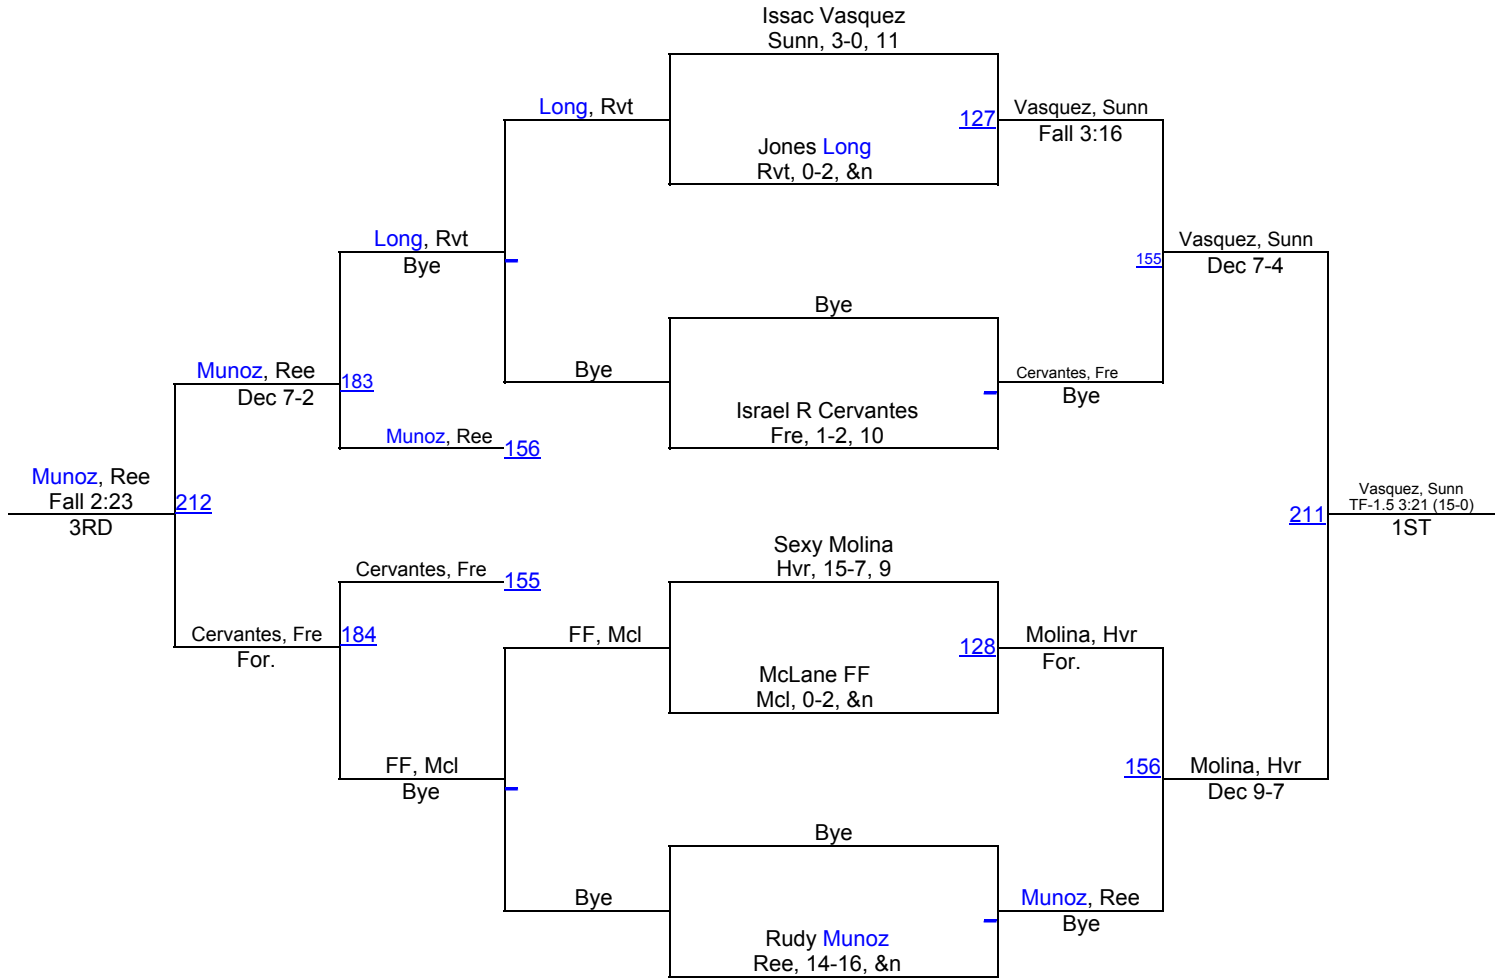 Issac Vasquez
Sunn, 3-0, 11
Long, Rvt
127
Vasquez, Sunn
Fall 3:16
Jones Long
Rvt, 0-2, &n
Long, Rvt
Bye
Vasquez, Sunn
155
Dec 7-4
Bye
Munoz, Ree
183
Dec 7-2
Bye
Cervantes, Fre
Bye
Israel R Cervantes
Fre, 1-2, 10
Munoz, Ree
156
Munoz, Ree
Fall 2:23
212
3RD
Vasquez, Sunn
TF-1.5 3:21 (15-0)
211
1ST
Sexy Molina
Hvr, 15-7, 9
Cervantes, Fre
155
Cervantes, Fre
184
For.
FF, Mcl
128
Molina, Hvr
For.
McLane FF
Mcl, 0-2, &n
FF, Mcl
Bye
156
Molina, Hvr
Dec 9-7
Bye
Bye
Munoz, Ree
Bye
Rudy Munoz
Ree, 14-16, &n